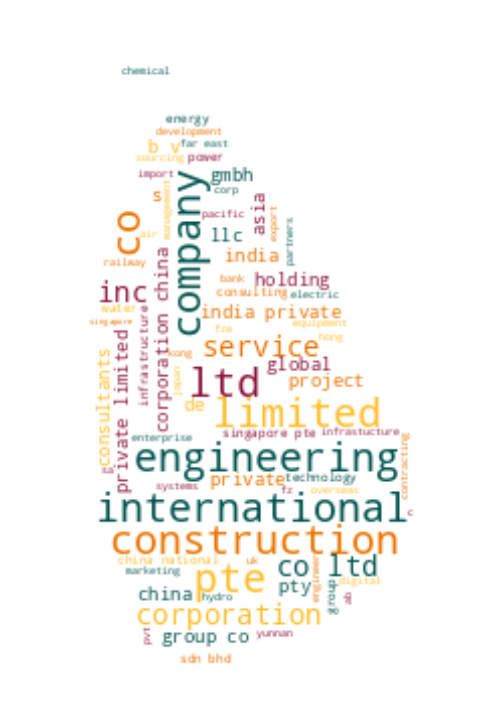 chemical
energy
development
b v
far east
sourcing
power
import
gmbh
corp
s
management
company
asia
pacific
export
co
air
llc
partners
india
railway
corporation china
bank
holding
inc
consulting
electric
water
infrastructure
india private
singapore
fze
equipment
private limited
service
hong
kong
consultants
global
japan
ltd
project
de
limited
singapore pte
infrastucture
enterprise
engineering
contracting
private
technology
systems
fz
overseas
international
c
construction
china national
uk
engineer
marketing
pte
co ltd
digital
china
hydro
pty
group
ab
corporation
pvt
group co
yunnan
sdn bhd